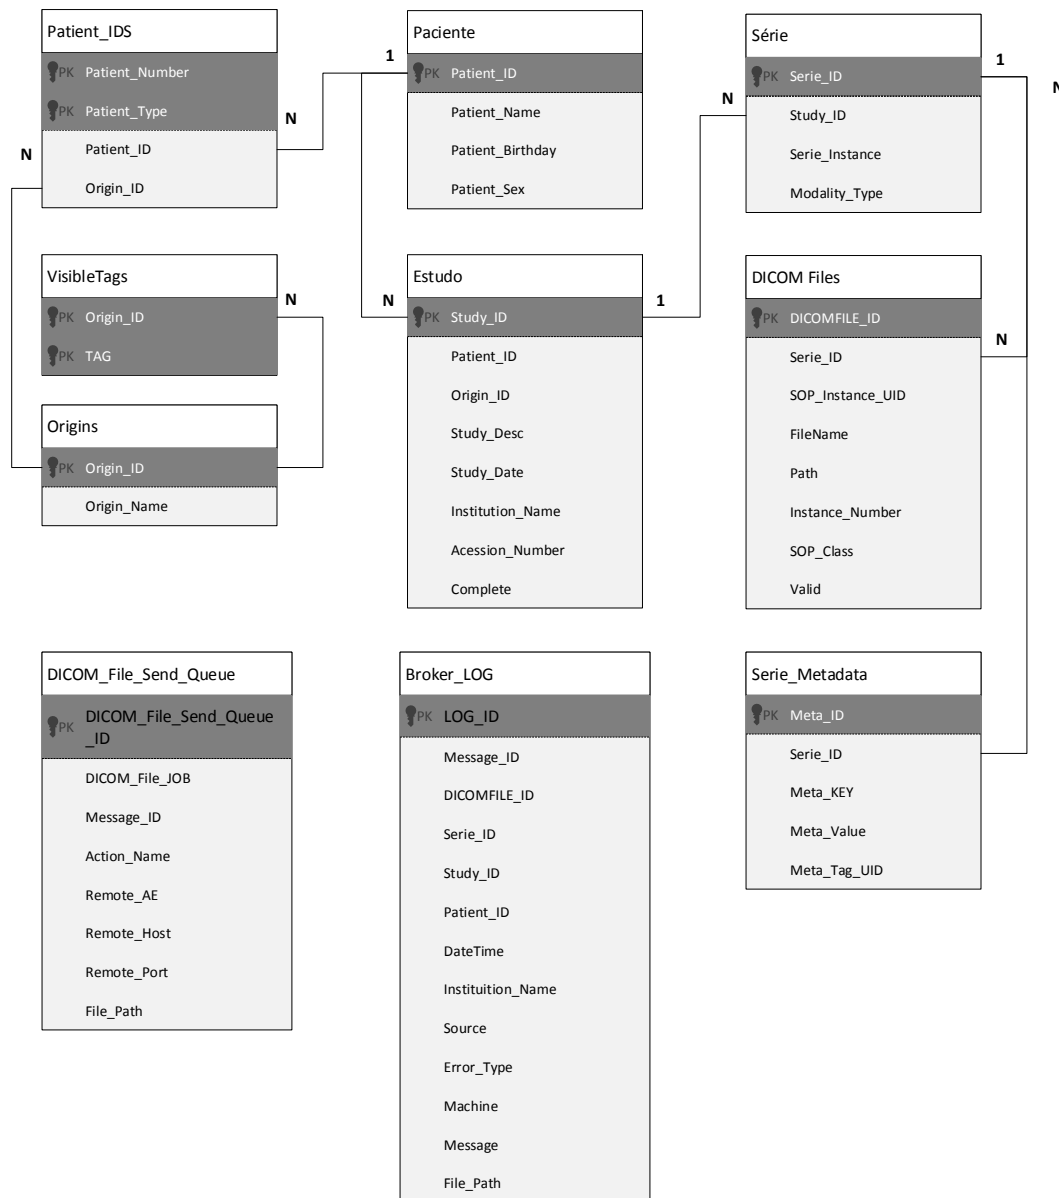 Patient_IDS
PK Patient_Number
PK Patient_Type
Patient_ID
Origin_ID
N
N
Paciente
1
PK Patient_ID
Patient_Name
Patient_Birthday
Patient_Sex
Série
1
N
N
PK Serie_ID
Study_ID
Serie_Instance
Modality_Type
VisibleTags
N
PK Origin_ID
PK TAG
Origins
PK Origin_ID
Origin_Name
Estudo
N
1
PK Study_ID
Patient_ID
Origin_ID
Study_Desc
Study_Date
Institution_Name
Acession_Number
Complete
DICOM Files
PK DICOMFILE_ID
N
Serie_ID
SOP_Instance_UID
FileName
Path
Instance_Number
SOP_Class
Valid
DICOM_File_Send_Queue
PK DICOM_File_Send_Queue
_ID
DICOM_File_JOB
Message_ID
Action_Name
Remote_AE
Remote_Host
Remote_Port
File_Path
Broker_LOG
PK LOG_ID
Message_ID
DICOMFILE_ID
Serie_ID
Study_ID
Patient_ID
DateTime
Instituition_Name
Source
Error_Type
Machine
Message
File_Path
Serie_Metadata
PK Meta_ID
Serie_ID
Meta_KEY
Meta_Value
Meta_Tag_UID